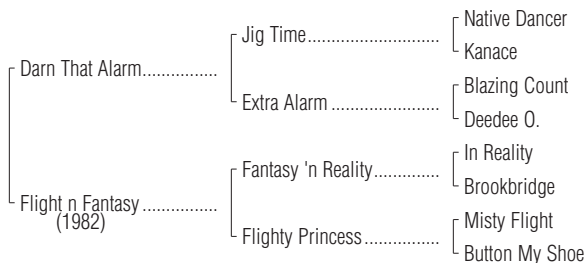 Native Dancer
Jig Time............................
Kanace
Darn That Alarm................
Blazing Count
Extra Alarm .......................
Deedee O.
In Reality
Fantasy 'n Reality..............
Brookbridge
Flight n Fantasy ................
(1982)
Misty Flight
Flighty Princess................
Button My Shoe